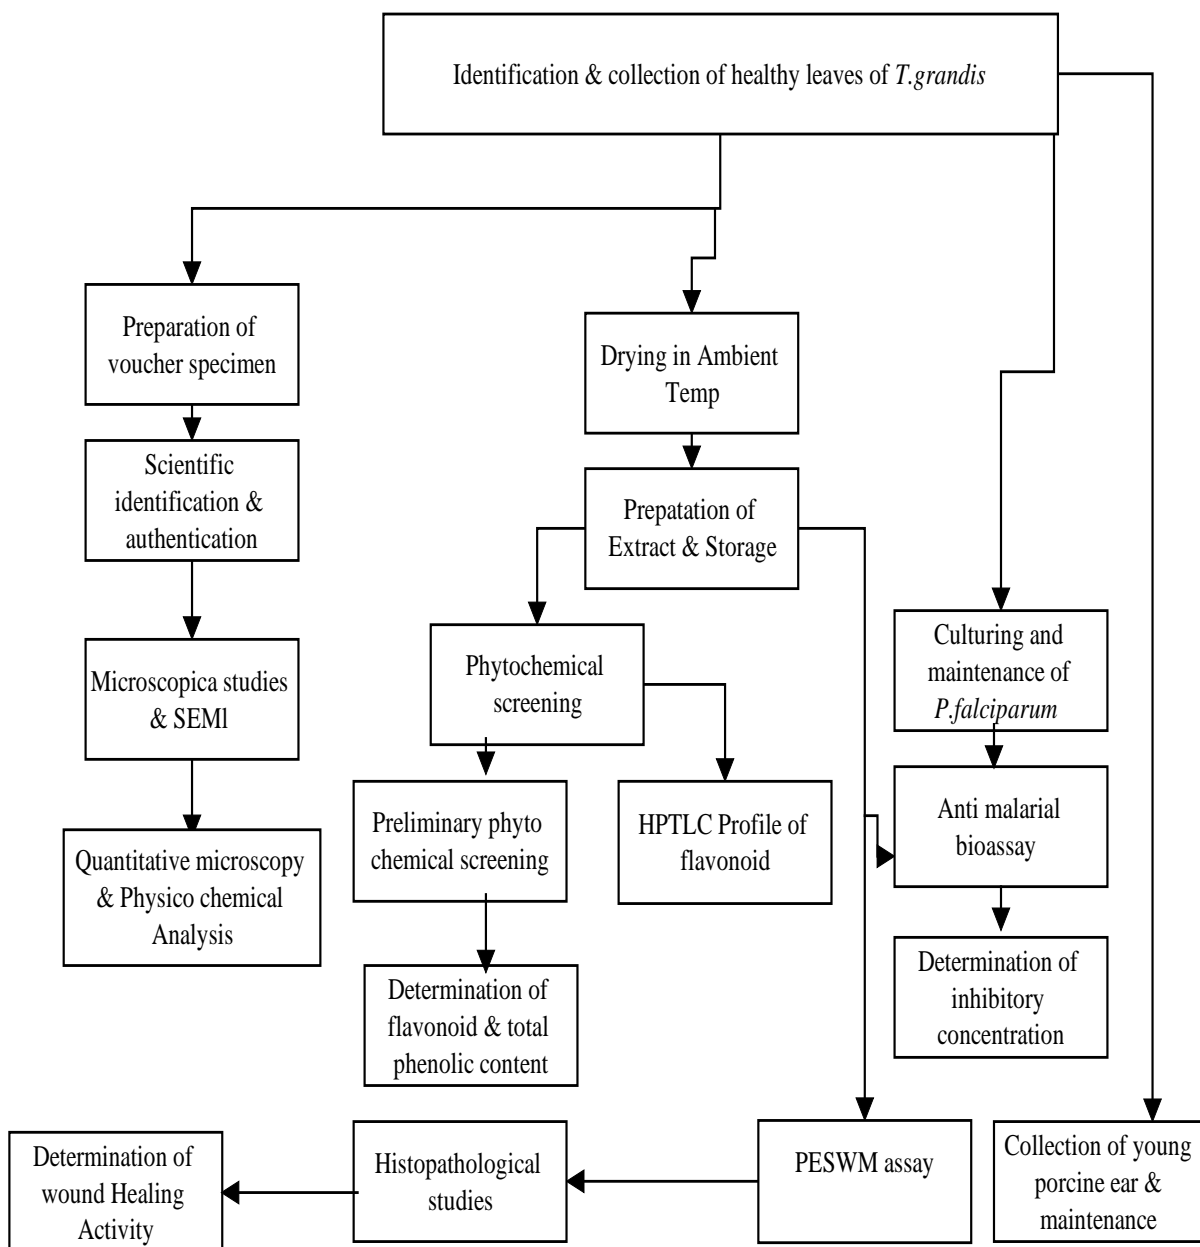 Identification & collection of healthy leaves of T.grandis
Preparation of
voucher specimen
Drying in Ambient
Temp
Scientific
identification &
authentication
Prepatation of
Extract & Storage
Microscopica studies
& SEMl
Phytochemical
screening
Culturing and
maintenance of
P.falciparum
Quantitative microscopy
& Physico chemical
Analysis
Preliminary phyto
chemical screening
HPTLC Profile of
flavonoid
Anti malarial
bioassay
Determination of
flavonoid & total
phenolic content
Determination of
inhibitory
concentration
Determination of
wound Healing
Activity
Histopathological
studies
PESWM assay
Collection of young
porcine ear &
maintenance